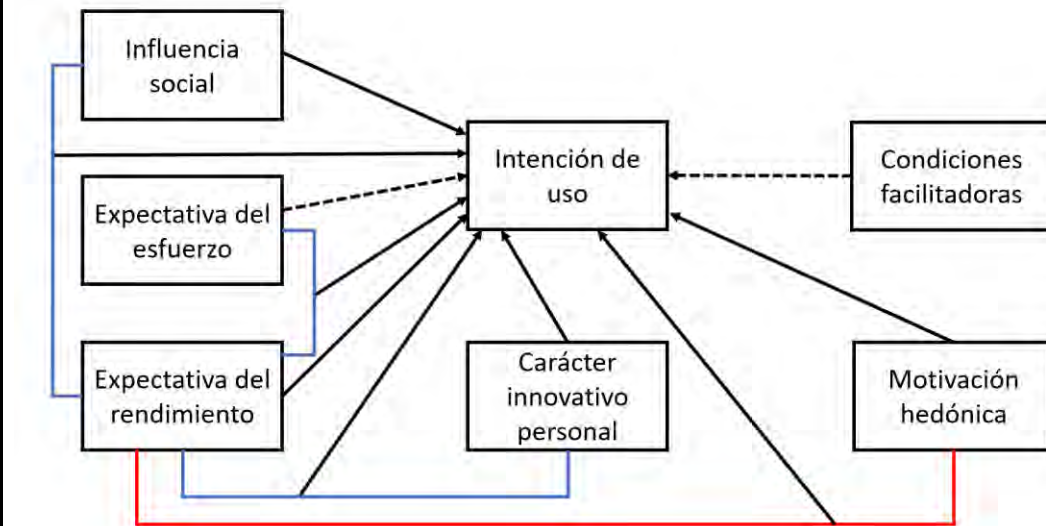 Influencia
social
Intención de
uso
Condiciones
facilitadoras
Expectativa del
esfuerzo
Expectativa del
rendimiento
Carácter
innovativo
personal
Motivación
hedónica